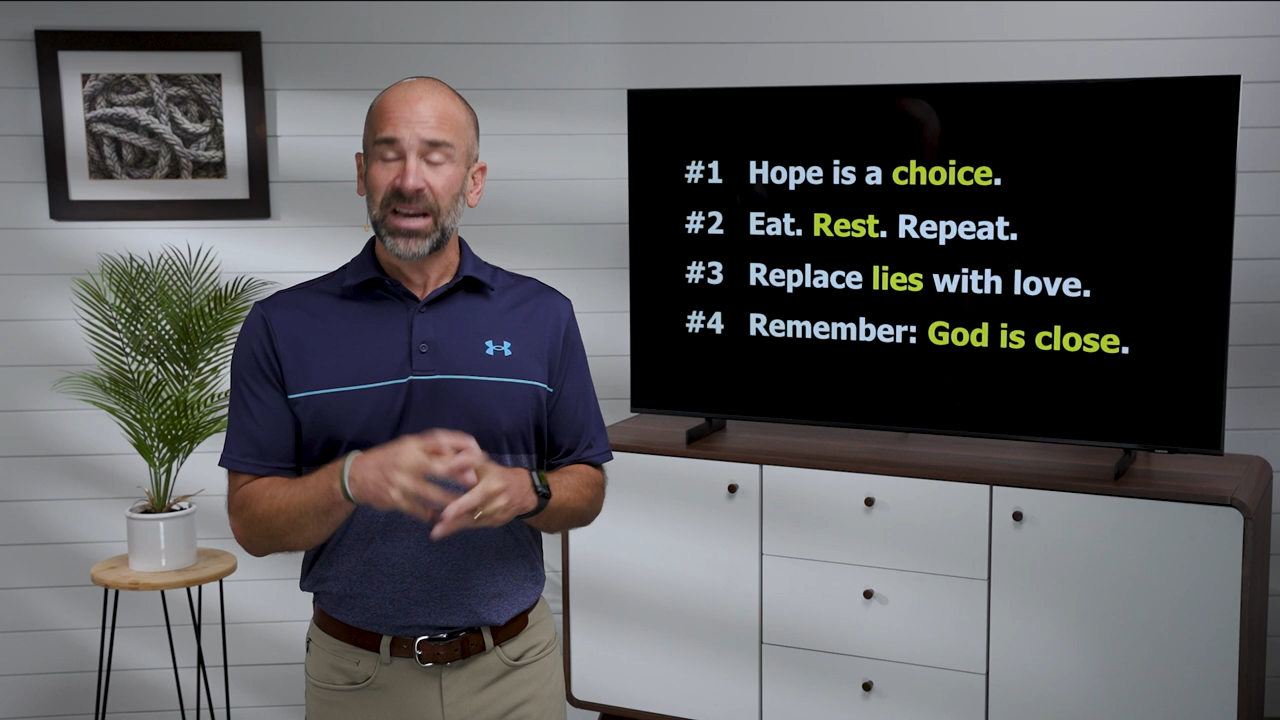 #1 Hope is a choice.
#2 Eat. Rest. Repeat.
#3 Replace lies with love.
#4 Remember: God is close.